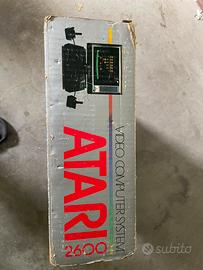 VIDEO COMPUTER SYSTEM
ATARI
2600
subito